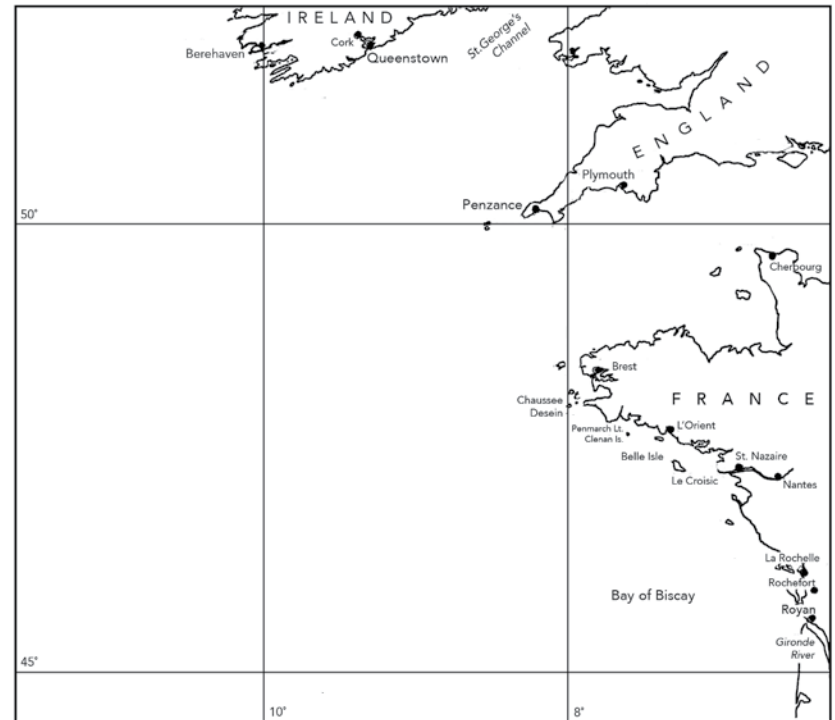 IRELAND
Cork
Berehaven
Queenstown
St.George's
Channel
ENGLAND
Plymouth
Penzance
50°
Cherbourg
Brest
FRANCE
Chaussee
Desein
Penmarch Lt.
Clenan Is.
L'Orient
Belle Isle
St. Nazaire
Le Croisic
Nantes
La Rochelle
Rochefort
Bay of Biscay
Royan
Gironde
River
45°
10°
8°